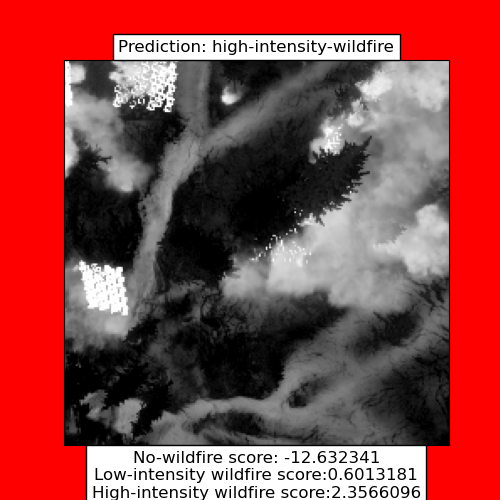 Prediction: high-intensity-wildfire
No-wildfire score: -12.632341
Low-intensity wildfire score:0.6013181
High-intensity wildfire score:2.3566096